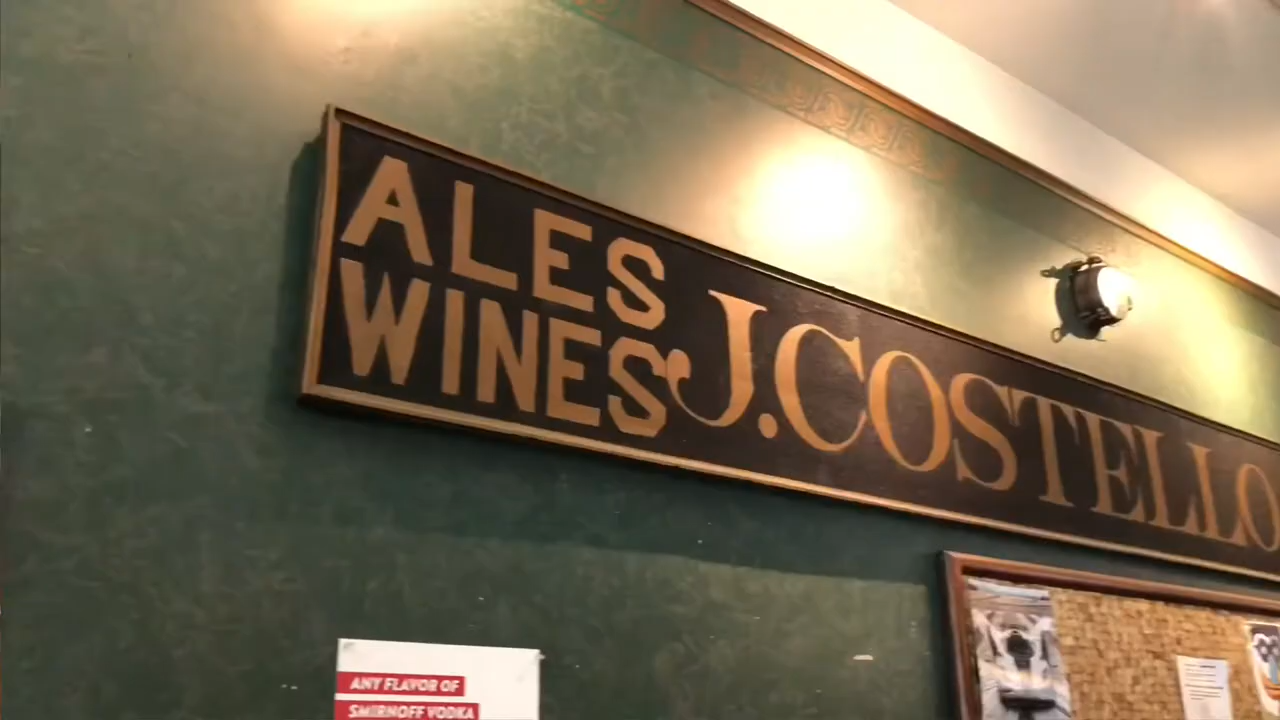 ALES
WINES
J.COSTELLO
ANY FLAVOR OF
SMIRNOFF VODKA